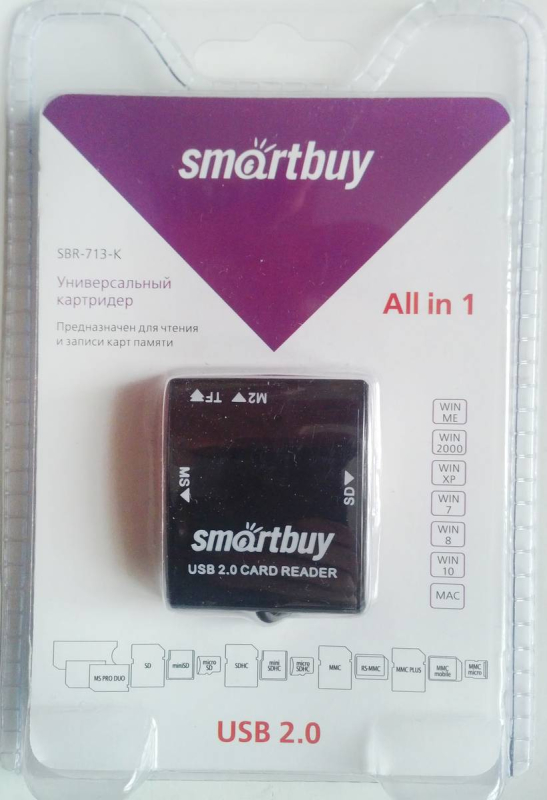 smartbuy
SBR-713-K
Универсальный
картридер
All in 1
Предназначен для чтения
и записи карт памяти
TF M2
MS
SD
smartbuy
USB 2.0 CARD READER
WIN
ME
WIN
2000
WIN
XP
WIN
7
WIN
8
WIN
10
MAC
MS PRO DUO
SD
miniSD
micro
SD
SDHC
mini
SDHC
micro
SDHC
MMC
RS-MMC
MMC PLUS
MMC
mobile
MMC
micro
USB 2.0